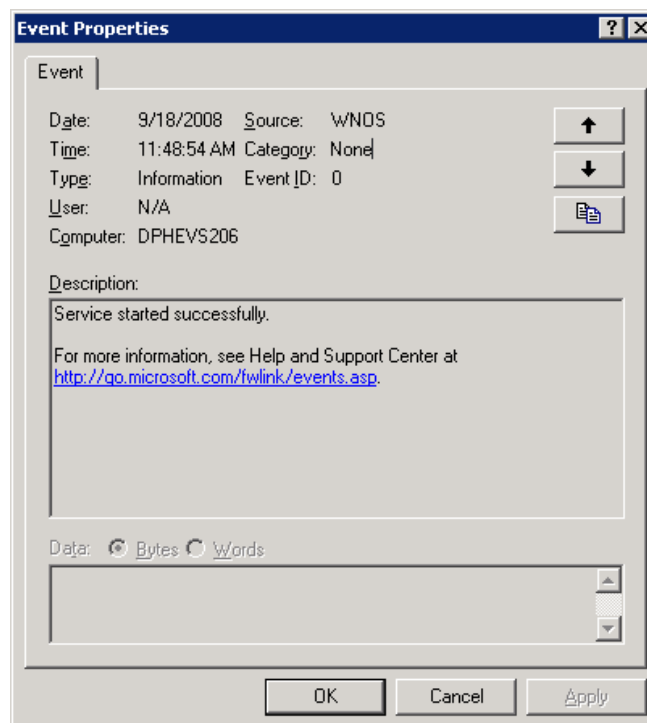 Event Properties
Event
Date: 9/18/2008 Source: WNOS
Time: 11:48:54 AM Category: None
Type: Information Event ID: 0
User: N/A
Computer: DPHEVS206
Description:
Service started successfully.
For more information, see Help and Support Center at
http://go.microsoft.com/fwlink/events.asp.
Data: Bytes Words
OK Cancel Apply